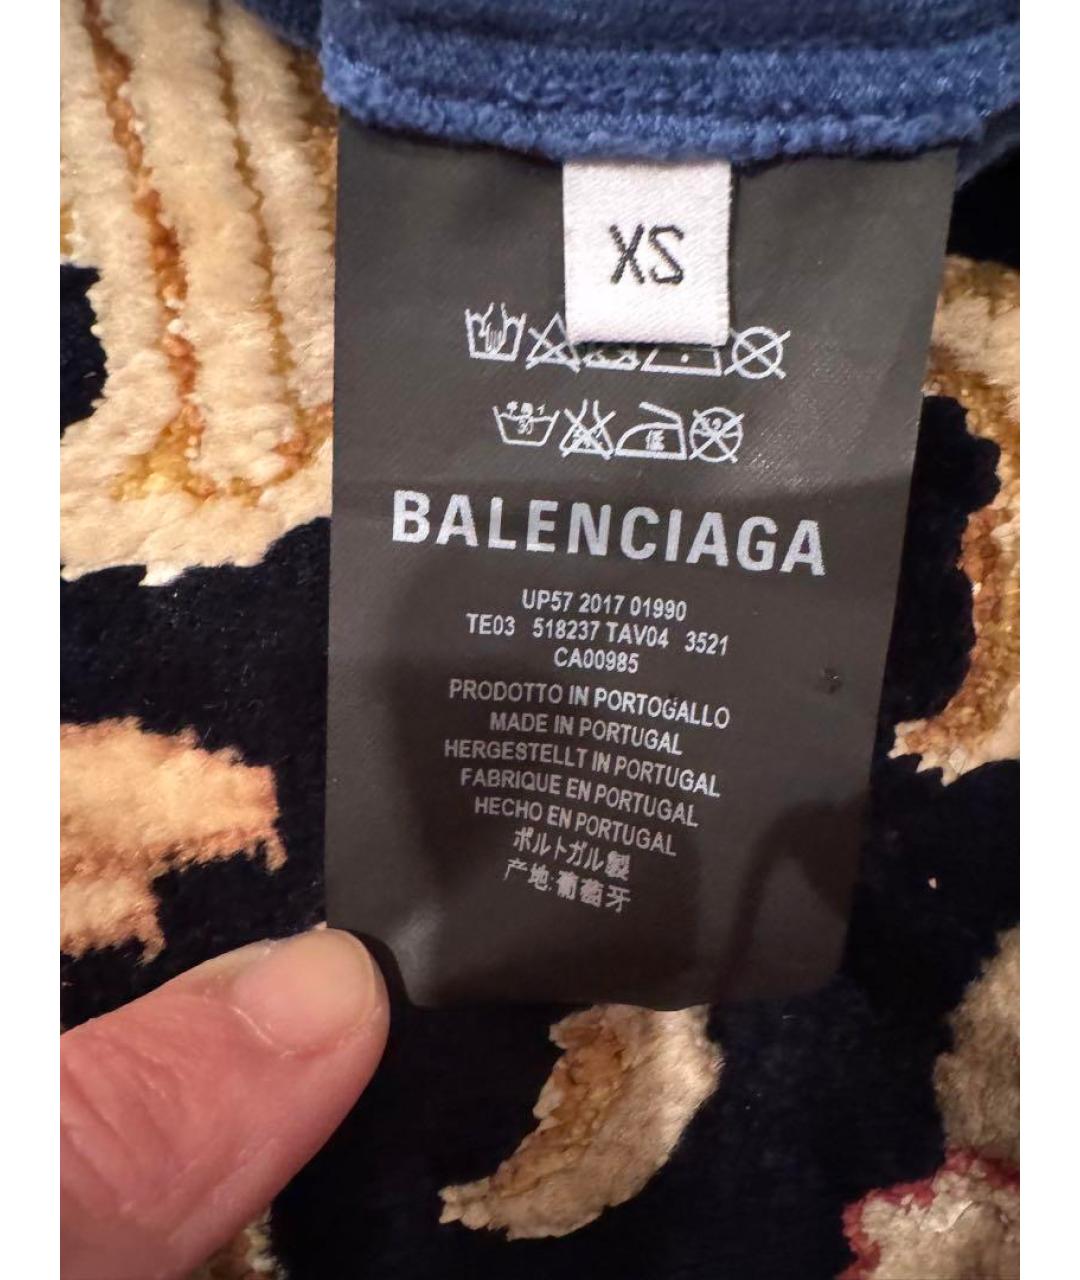 XS
BALENCIAGA
UP57 2017 01990
TE03 518237 TAV04 3521
CA00985
PRODOTTO IN PORTOGALLO
MADE IN PORTUGAL
HERGESTELLT IN PORTUGAL
FABRIQUE EN PORTUGAL
HECHO EN PORTUGAL
ポルトガル製
产地:葡萄牙